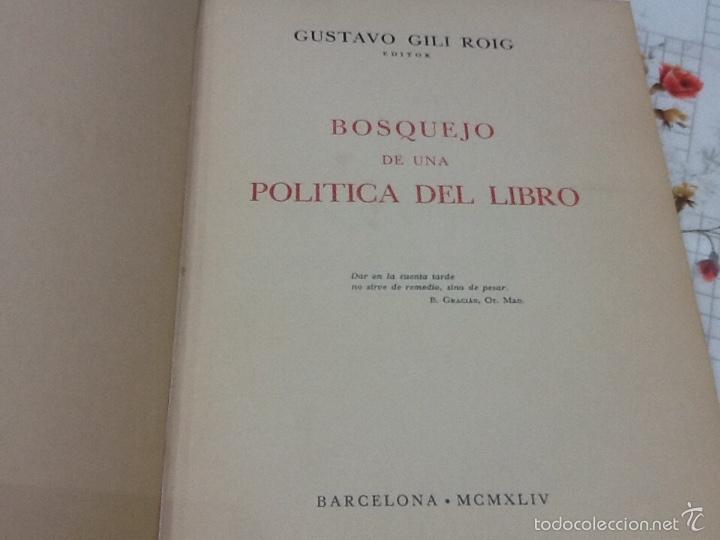 GUSTAVO GILI ROIG
EDITOR
BOSQUEJO
DE UNA
POLITICA DEL LIBRO
Dar en la cuenta tarde
no sirve de remedio, sino de pesar.
B. GRACIÁN, Or. Man.
BARCELONA • MCMXLIV
todocoleccion.net